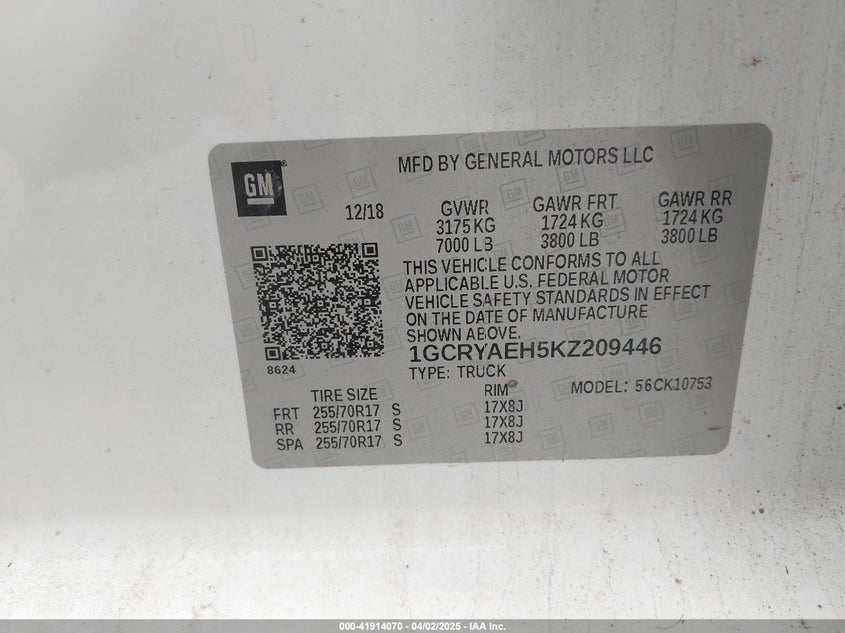 GM
MFD BY GENERAL MOTORS LLC
12/18
GVWR GAWR FRT GAWR RR
3175 KG 1724 KG 1724 KG
7000 LB 3800 LB 3800 LB
THIS VEHICLE CONFORMS TO ALL
APPLICABLE U.S. FEDERAL MOTOR
VEHICLE SAFETY STANDARDS IN EFFECT
ON THE DATE OF MANUFACTURE
SHOWN ABOVE.
8624
1GCRYAEH5KZ209446
TYPE: TRUCK
MODEL: 56CK10753
TIRE SIZE RIM
FRT 255/70R17 S 17X8J
RR 255/70R17 S 17X8J
SPA 255/70R17 S 17X8J
000-41914070 - 04/02/2025 - IAA Inc.